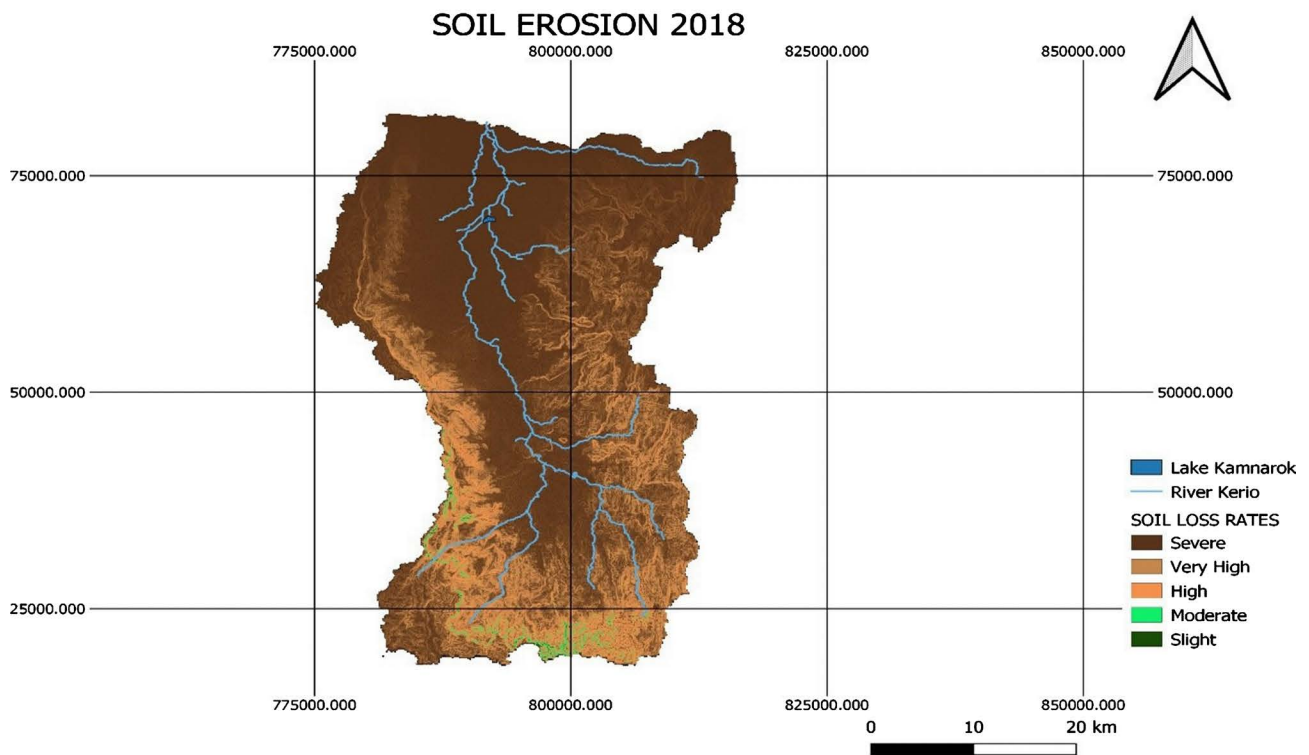 SOIL EROSION 2018
775000.000 800000.000 825000.000 850000.000
75000.000 75000.000
50000.000 50000.000
Lake Kamnarok
River Kerio
SOIL LOSS RATES
Severe
Very High
High
Moderate
Slight
25000.000 25000.000
775000.000 800000.000 825000.000 850000.000
0 10 20 km